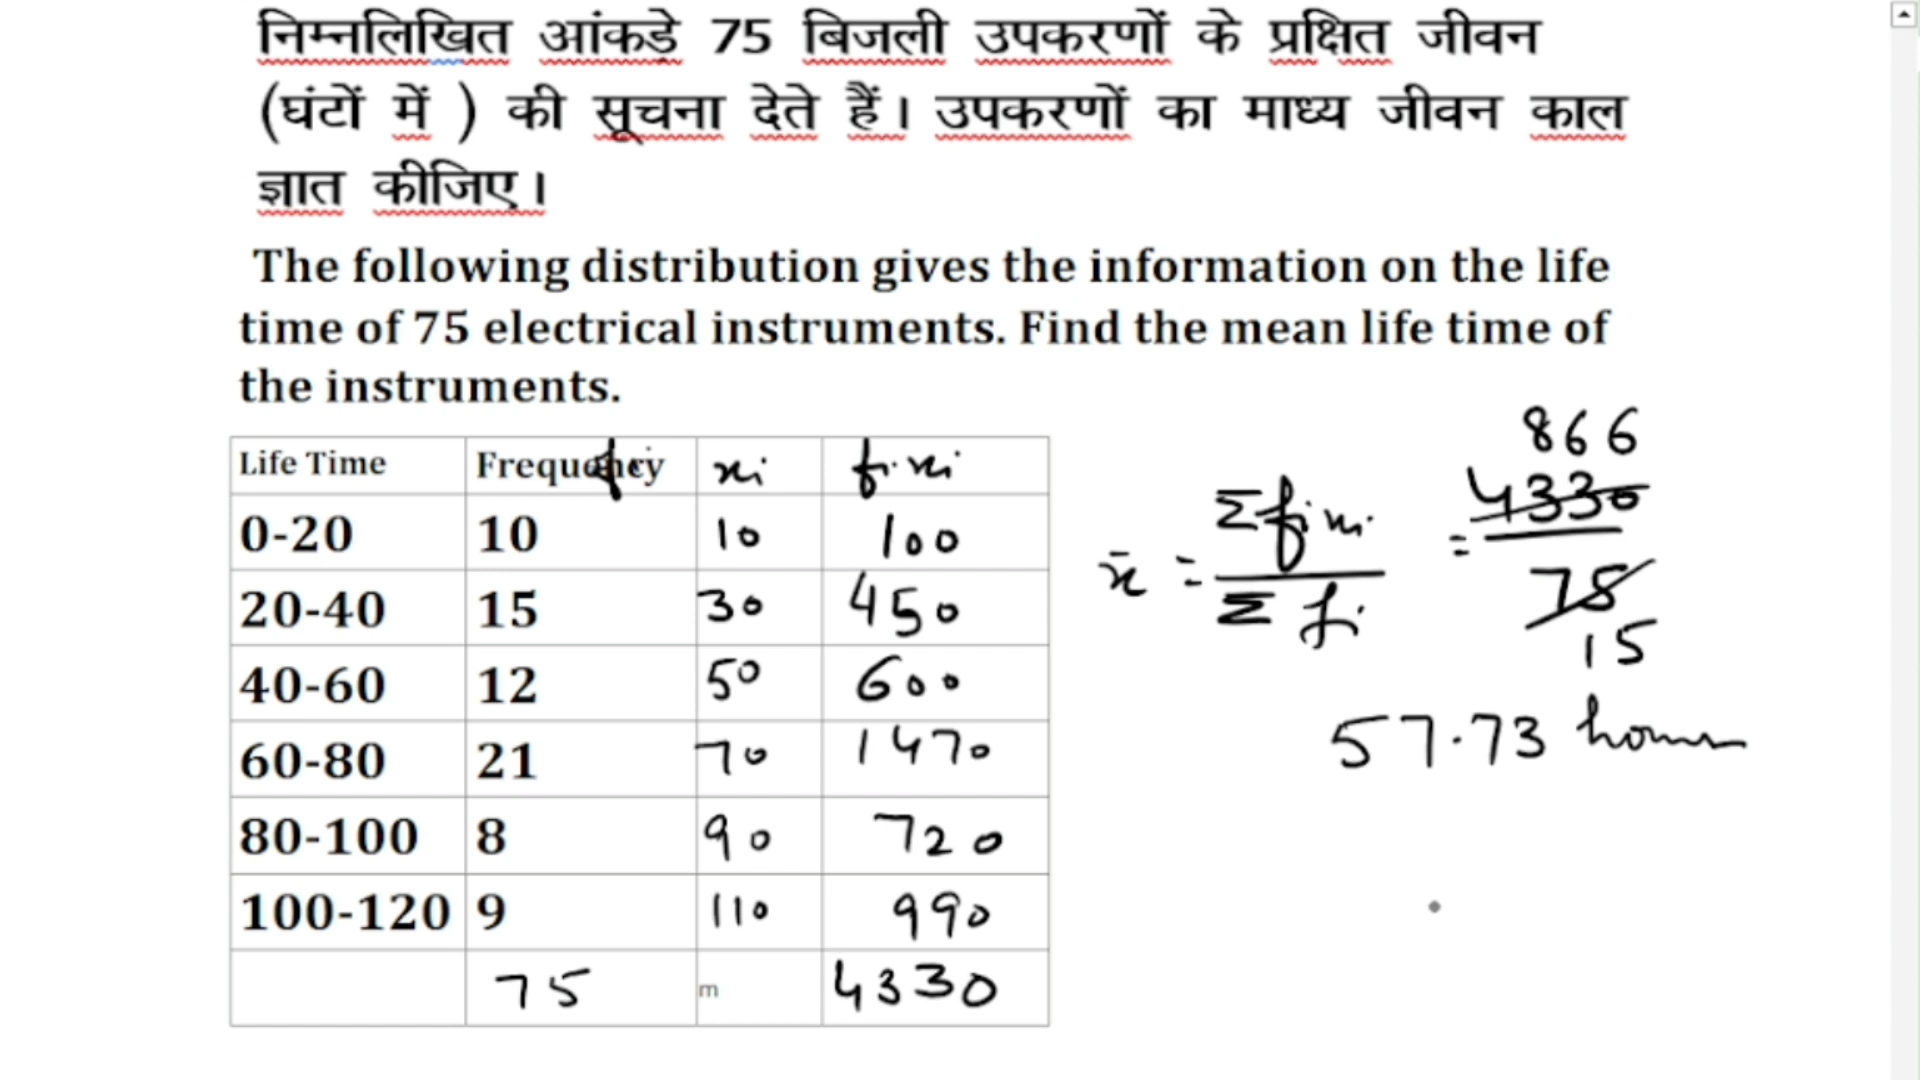 निम्नलिखित आंकड़े 75 बिजली उपकरणों के प्रक्षित जीवन
(घंटों में ) की सूचना देते हैं। उपकरणों का माध्य जीवन काल
ज्ञात कीजिए।
The following distribution gives the information on the life
time of 75 electrical instruments. Find the mean life time of
the instruments.
Life Time Frequency fi xi fixi
0-20 10 10 100
20-40 15 30 450
40-60 12 50 600
60-80 21 70 1470
80-100 8 90 720
100-120 9 110 990
75 m 4330
866
x̄ = Σfixi = 4330
Σfi 75
15
57.73 hours